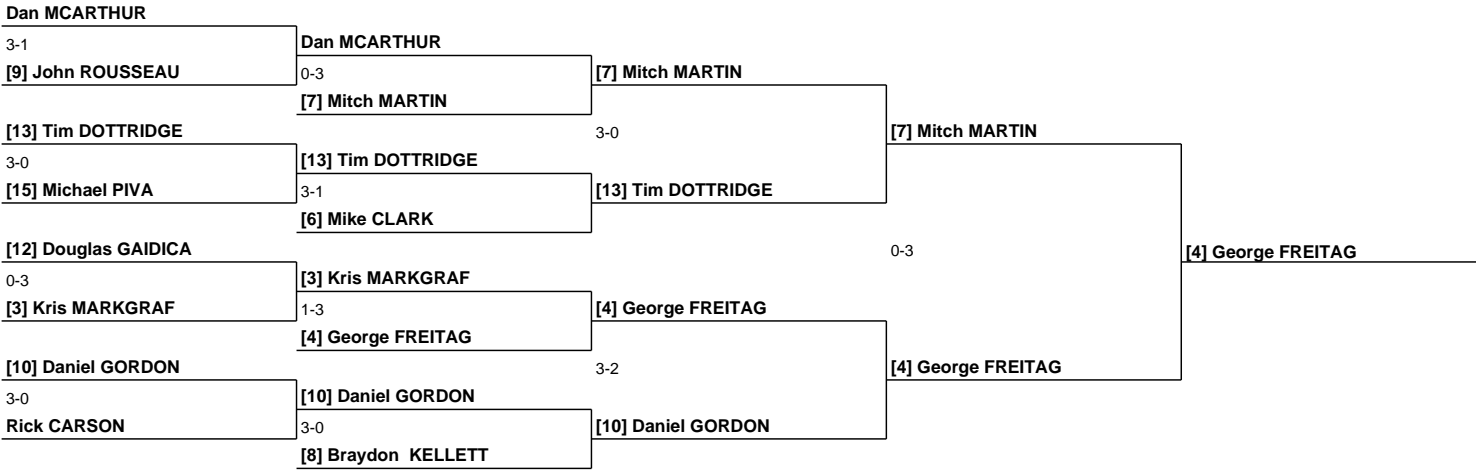 Dan MCARTHUR
3-1
Dan MCARTHUR
[9] John ROUSSEAU
0-3
[7] Mitch MARTIN
[7] Mitch MARTIN
[13] Tim DOTTRIDGE
3-0
[7] Mitch MARTIN
3-0
[13] Tim DOTTRIDGE
[15] Michael PIVA
3-1
[13] Tim DOTTRIDGE
[6] Mike CLARK
[12] Douglas GAIDICA
0-3
[4] George FREITAG
0-3
[3] Kris MARKGRAF
[3] Kris MARKGRAF
1-3
[4] George FREITAG
[4] George FREITAG
[10] Daniel GORDON
3-2
[4] George FREITAG
3-0
[10] Daniel GORDON
Rick CARSON
3-0
[10] Daniel GORDON
[8] Braydon  KELLETT